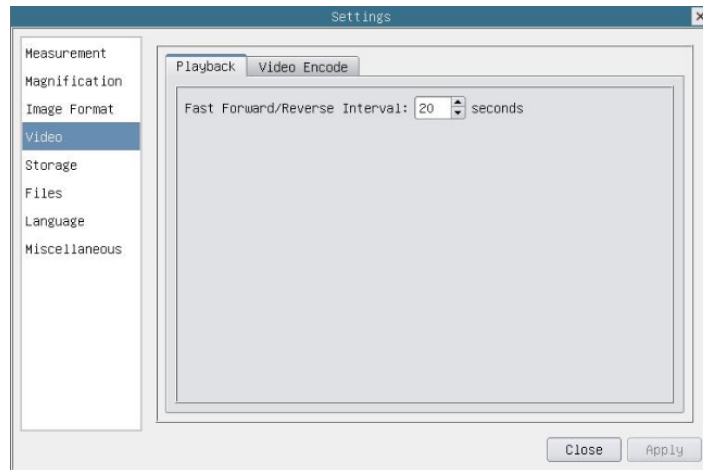 Settings
Measurement
Magnification
Image Format
Video
Storage
Files
Language
Miscellaneous
Playback Video Encode
Fast Forward/Reverse Interval: 20 seconds
Close Apply